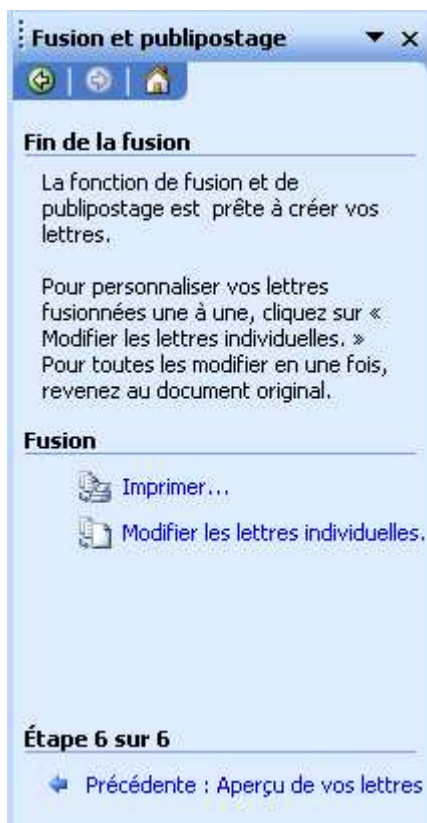 Fusion et publipostage
Fin de la fusion
La fonction de fusion et de
publipostage est prête à créer vos
lettres.
Pour personnaliser vos lettres
fusionnées une à une, cliquez sur «
Modifier les lettres individuelles. »
Pour toutes les modifier en une fois,
revenez au document original.
Fusion
Imprimer...
Modifier les lettres individuelles.
Étape 6 sur 6
Précédente : Aperçu de vos lettres